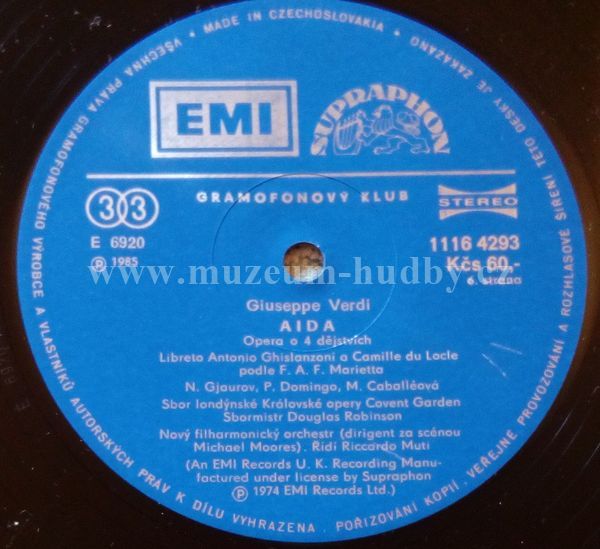 VŠECHNA PRÁVA GRAMOFONOVÉHO VÝROBCE A VLASTNÍKŮ AUTORSKÝCH PRÁV K DÍLU VYHRAZENA . POŘIZOVÁNÍ KOPIÍ . VEŘEJNÉ PROVOZOVÁNÍ A ROZHLASOVÉ ŠÍŘENÍ TÉTO DESKY JE ZAKÁZÁNO
MADE IN CZECHOSLOVAKIA
EMI
SUPRAPHON
GRAMOFONOVÝ KLUB
33
STEREO
E 6920
1116 4293
Ⓟ 1985
Kčs 60,-
6. strana
www.muzeum-hudby.cz
Giuseppe Verdi
AIDA
Opera o 4 dějstvích
Libreto Antonio Ghislanzoni a Camille du Locle
podle F. A. F. Marietta
N. Gjaurov, P. Domingo, M. Caballéová
Sbor londýnské Královské opery Covent Garden
Sbormistr Douglas Robinson
Nový filharmonický orchestr (dirigent za scénou
Michael Moores). Řídí Riccardo Muti
(An EMI Records U. K. Recording Manu-
factured under license by Supraphon
Ⓟ 1974 EMI Records Ltd.)